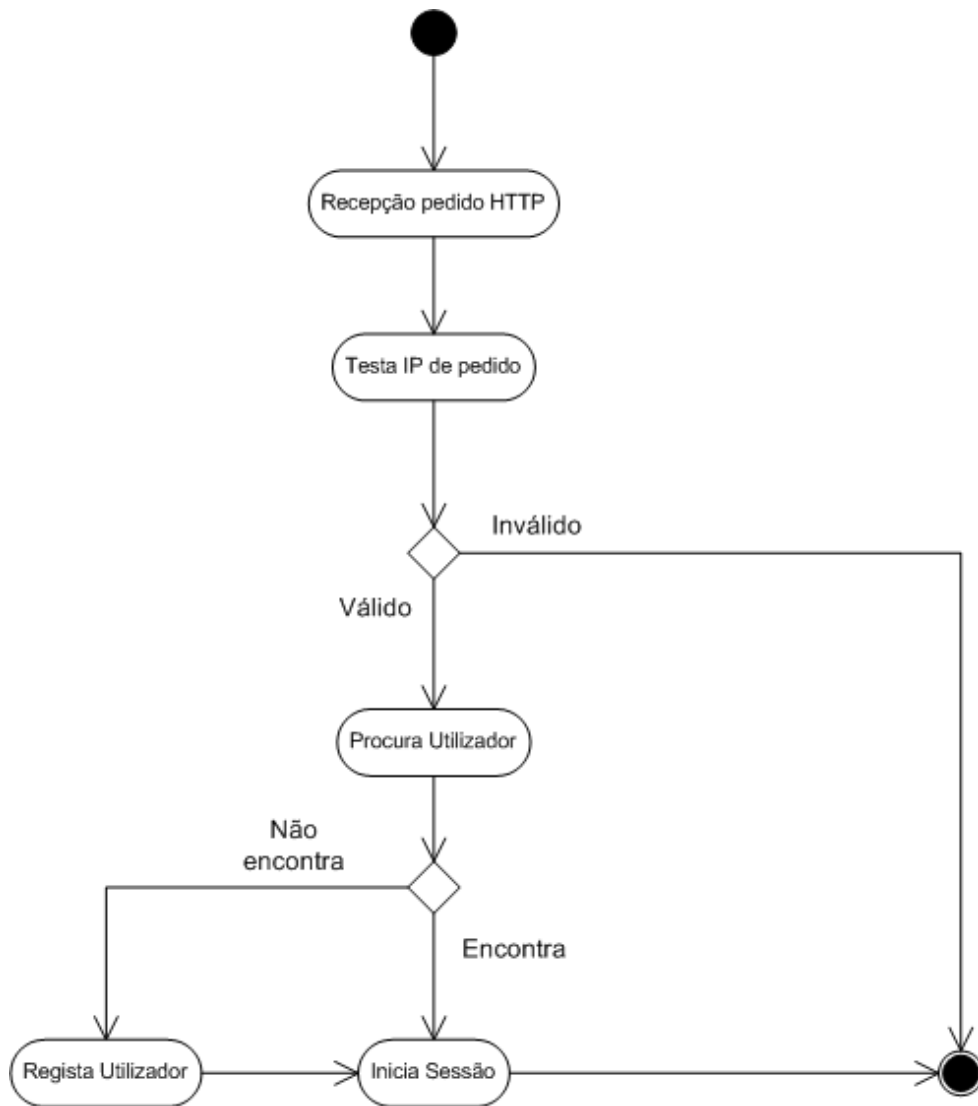 Recepção pedido HTTP
Testa IP de pedido
Inválido
Válido
Procura Utilizador
Não
encontra
Encontra
Regista Utilizador
Inicia Sessão